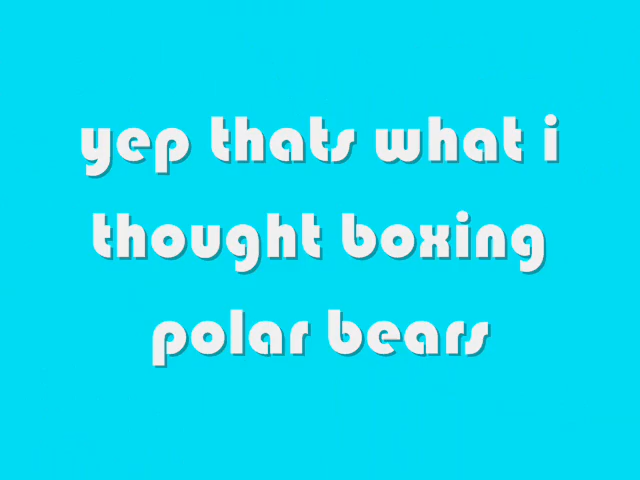 yep thats what i
thought boxing
polar bears